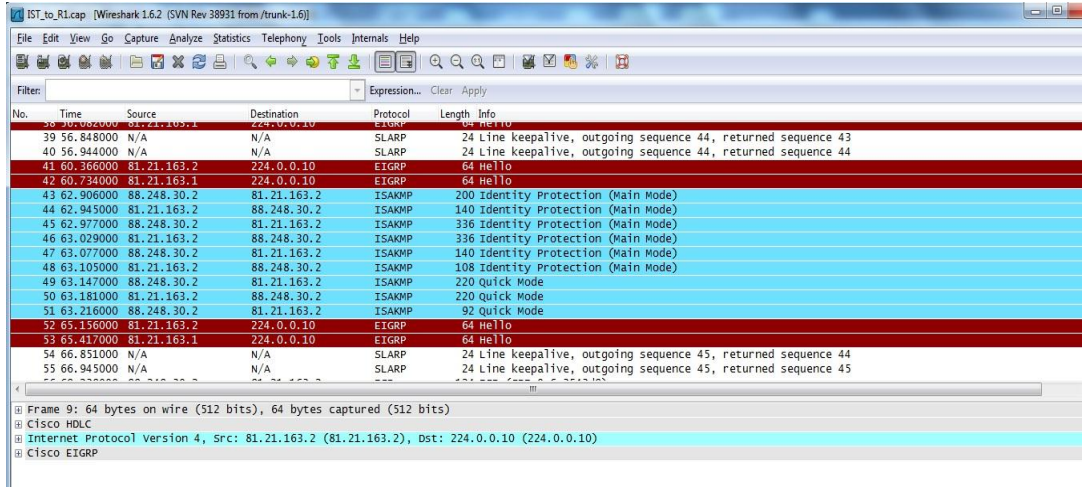 IST_to_R1.cap [Wireshark 1.6.2 (SVN Rev 38931 from /trunk-1.6)]
File Edit View Go Capture Analyze Statistics Telephony Tools Internals Help
Filter: Expression... Clear Apply
No. Time Source Destination Protocol Length Info
38 56.082000 81.21.163.1 224.0.0.10 EIGRP 64 Hello
39 56.848000 N/A N/A SLARP 24 Line keepalive, outgoing sequence 44, returned sequence 43
40 56.944000 N/A N/A SLARP 24 Line keepalive, outgoing sequence 44, returned sequence 44
41 60.366000 81.21.163.2 224.0.0.10 EIGRP 64 Hello
42 60.734000 81.21.163.1 224.0.0.10 EIGRP 64 Hello
43 62.906000 88.248.30.2 81.21.163.2 ISAKMP 200 Identity Protection (Main Mode)
44 62.945000 81.21.163.2 88.248.30.2 ISAKMP 140 Identity Protection (Main Mode)
45 62.977000 88.248.30.2 81.21.163.2 ISAKMP 336 Identity Protection (Main Mode)
46 63.029000 81.21.163.2 88.248.30.2 ISAKMP 336 Identity Protection (Main Mode)
47 63.077000 88.248.30.2 81.21.163.2 ISAKMP 140 Identity Protection (Main Mode)
48 63.105000 81.21.163.2 88.248.30.2 ISAKMP 108 Identity Protection (Main Mode)
49 63.147000 88.248.30.2 81.21.163.2 ISAKMP 220 Quick Mode
50 63.181000 81.21.163.2 88.248.30.2 ISAKMP 220 Quick Mode
51 63.216000 88.248.30.2 81.21.163.2 ISAKMP 92 Quick Mode
52 65.156000 81.21.163.2 224.0.0.10 EIGRP 64 Hello
53 65.417000 81.21.163.1 224.0.0.10 EIGRP 64 Hello
54 66.851000 N/A N/A SLARP 24 Line keepalive, outgoing sequence 45, returned sequence 44
55 66.945000 N/A N/A SLARP 24 Line keepalive, outgoing sequence 45, returned sequence 45
Frame 9: 64 bytes on wire (512 bits), 64 bytes captured (512 bits)
Cisco HDLC
Internet Protocol Version 4, Src: 81.21.163.2 (81.21.163.2), Dst: 224.0.0.10 (224.0.0.10)
Cisco EIGRP